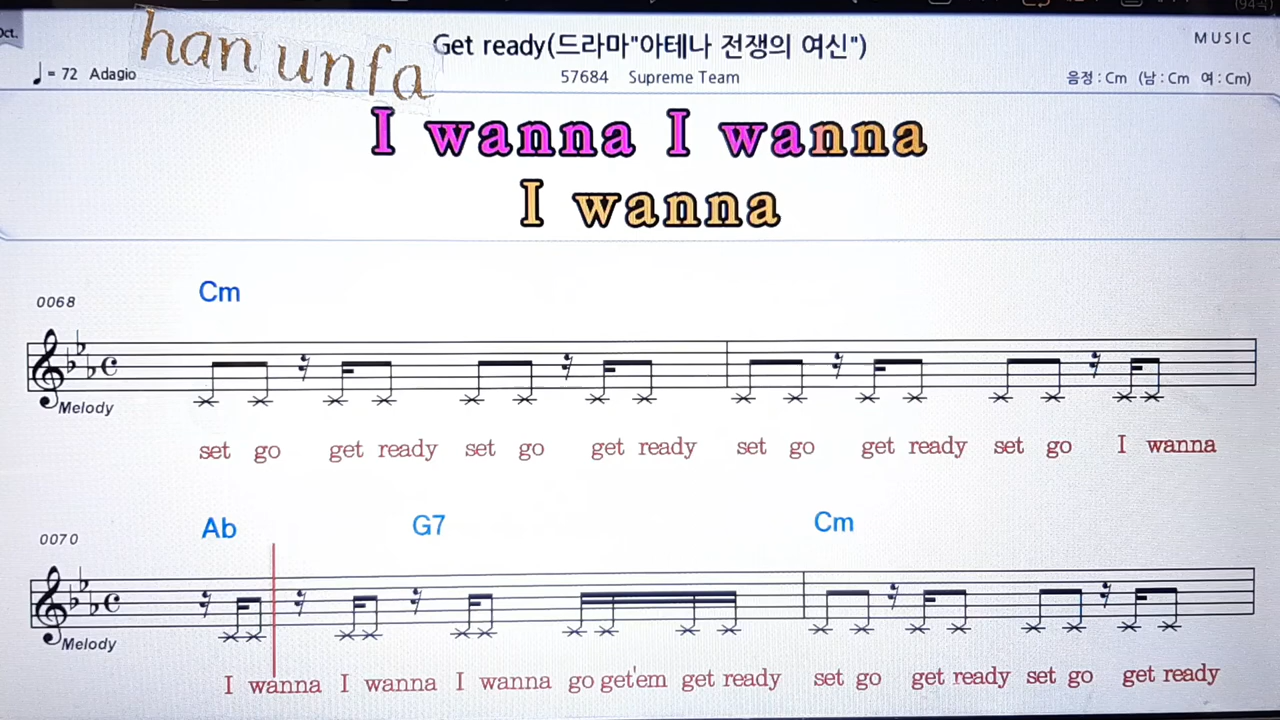 Oct.
han unfa
Get ready(드라마"아테나 전쟁의 여신")
MUSIC
♩= 72 Adagio
57684 Supreme Team
음정 : Cm (남 : Cm 여 : Cm)
I wanna I wanna
I wanna
Cm
0068
Melody
set go get ready set go get ready set go get ready set go I wanna
Ab G7 Cm
0070
Melody
I wanna I wanna I wanna go get'em get ready set go get ready set go get ready